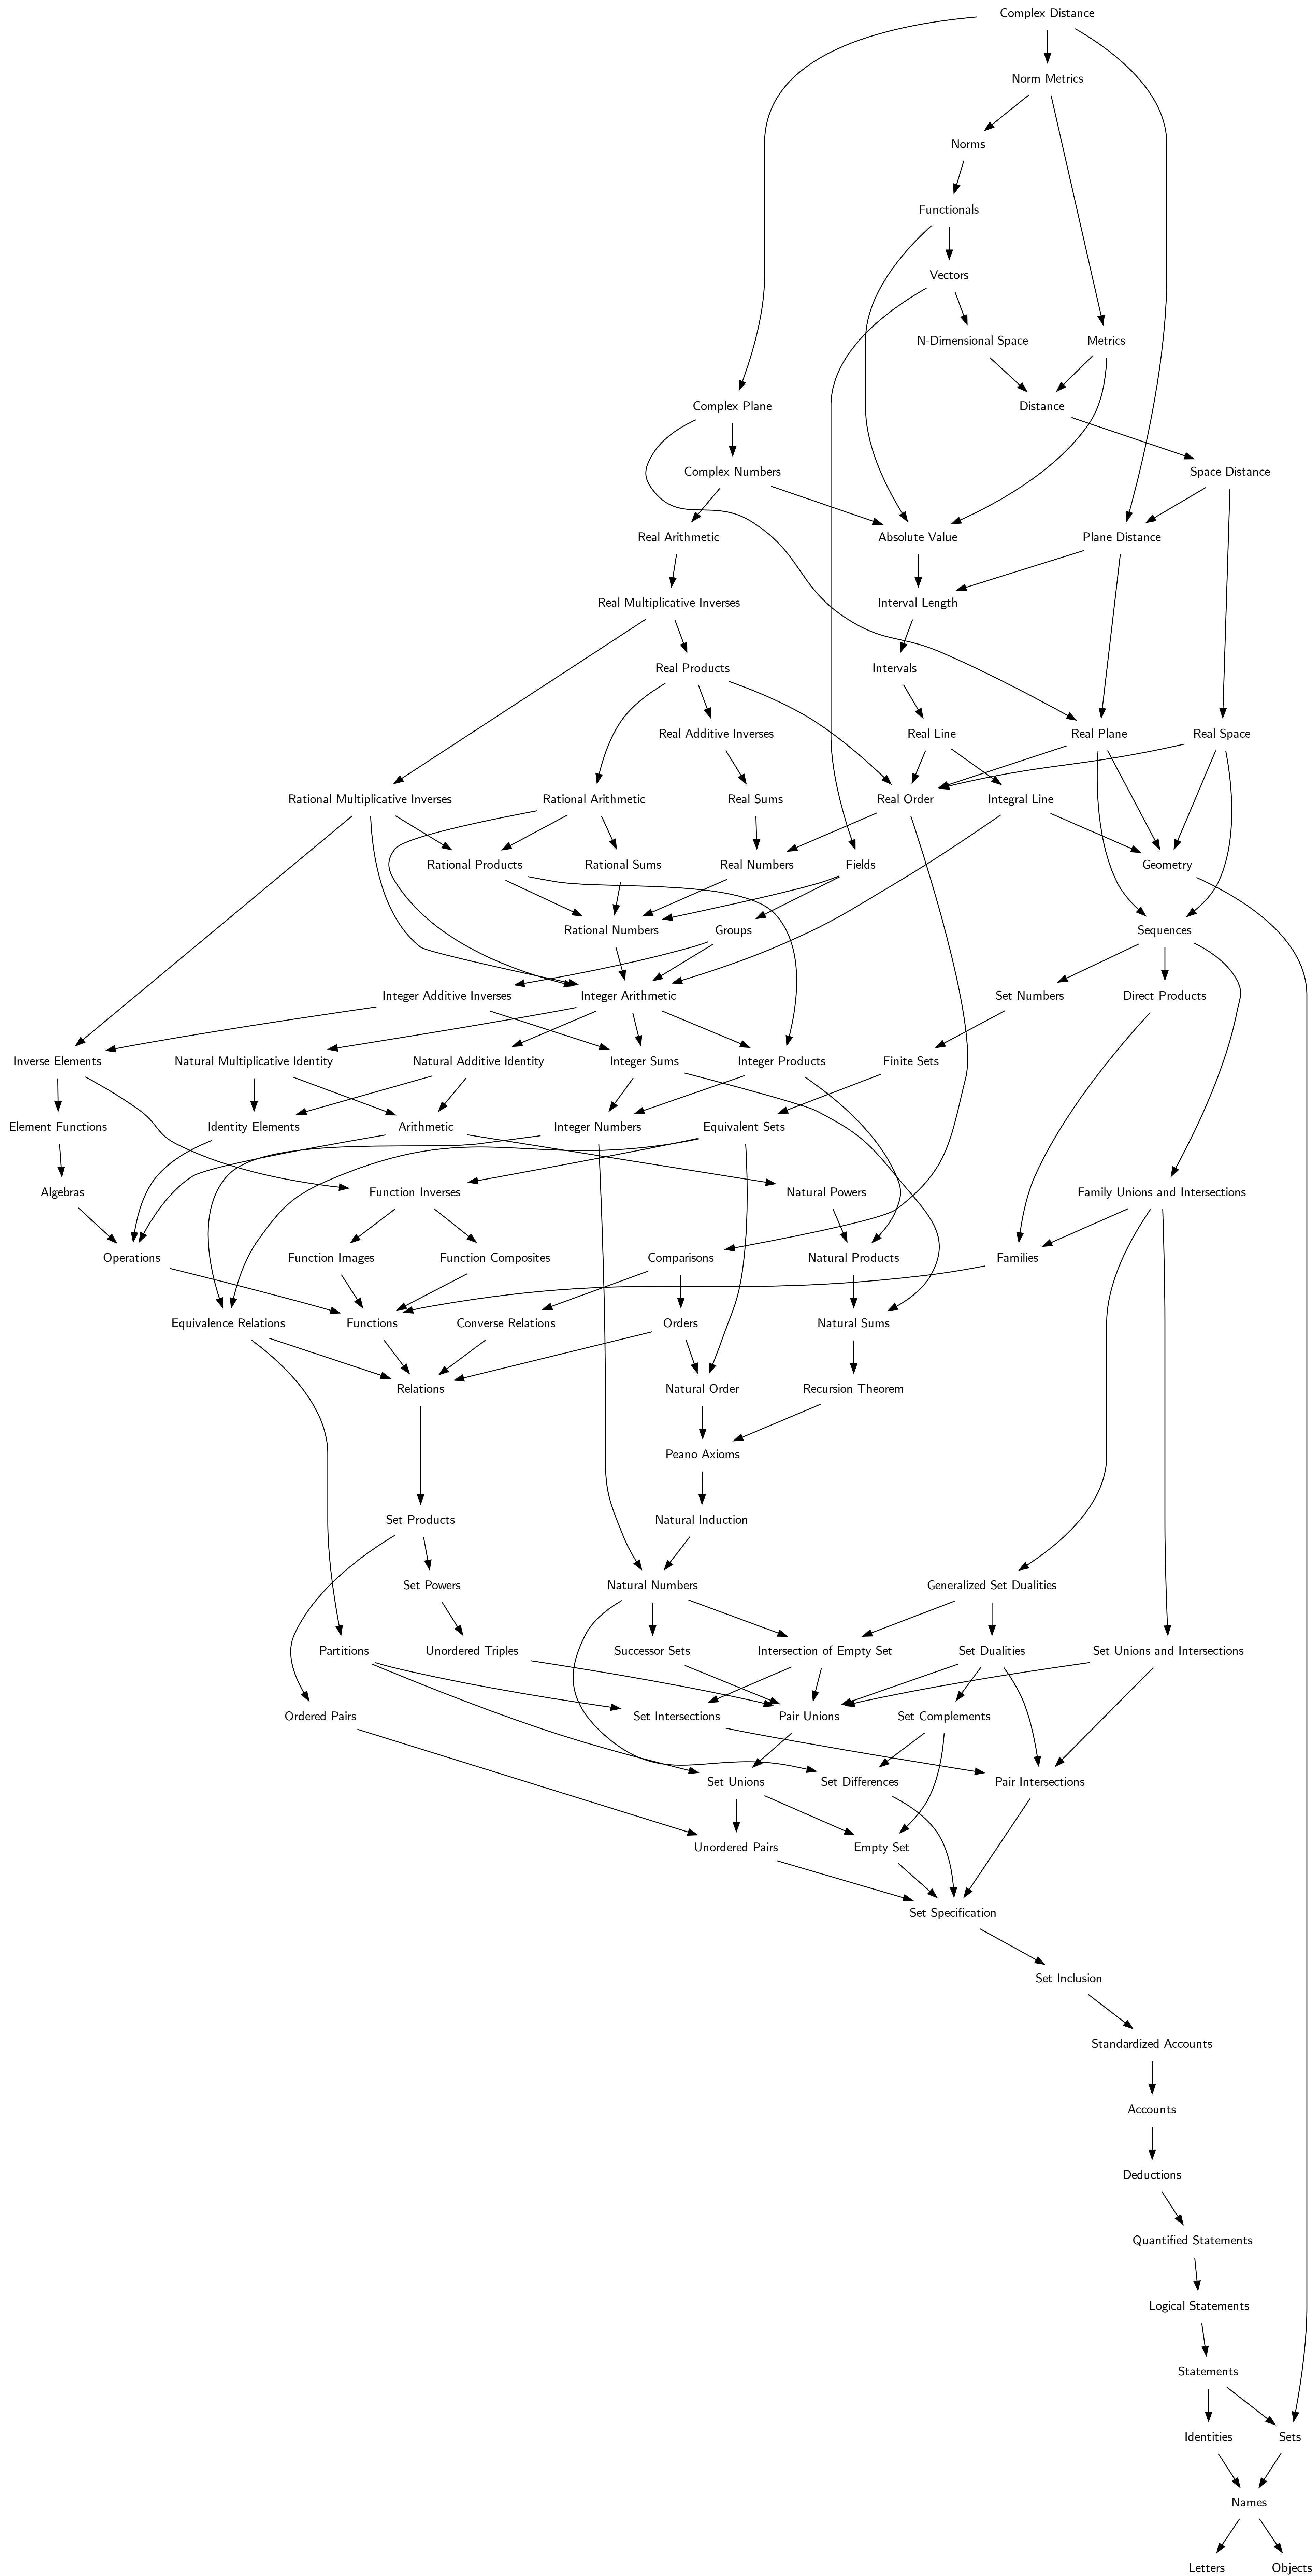 Complex Distance
Norm Metrics
Norms
Functionals
Vectors
N-Dimensional Space
Metrics
Complex Plane
Distance
Complex Numbers
Space Distance
Real Arithmetic
Absolute Value
Plane Distance
Real Multiplicative Inverses
Interval Length
Real Products
Intervals
Real Additive Inverses
Real Line
Real Plane
Real Space
Rational Multiplicative Inverses
Rational Arithmetic
Real Sums
Real Order
Integral Line
Rational Products
Rational Sums
Real Numbers
Fields
Geometry
Rational Numbers
Groups
Sequences
Integer Additive Inverses
Integer Arithmetic
Set Numbers
Direct Products
Inverse Elements
Natural Multiplicative Identity
Natural Additive Identity
Integer Sums
Integer Products
Finite Sets
Element Functions
Identity Elements
Arithmetic
Integer Numbers
Equivalent Sets
Algebras
Function Inverses
Natural Powers
Family Unions and Intersections
Operations
Function Images
Function Composites
Comparisons
Natural Products
Families
Equivalence Relations
Functions
Converse Relations
Orders
Natural Sums
Relations
Natural Order
Recursion Theorem
Peano Axioms
Set Products
Natural Induction
Set Powers
Natural Numbers
Generalized Set Dualities
Partitions
Unordered Triples
Successor Sets
Intersection of Empty Set
Set Dualities
Set Unions and Intersections
Ordered Pairs
Set Intersections
Pair Unions
Set Complements
Set Unions
Set Differences
Pair Intersections
Unordered Pairs
Empty Set
Set Specification
Set Inclusion
Standardized Accounts
Accounts
Deductions
Quantified Statements
Logical Statements
Statements
Identities
Sets
Names
Letters
Objects